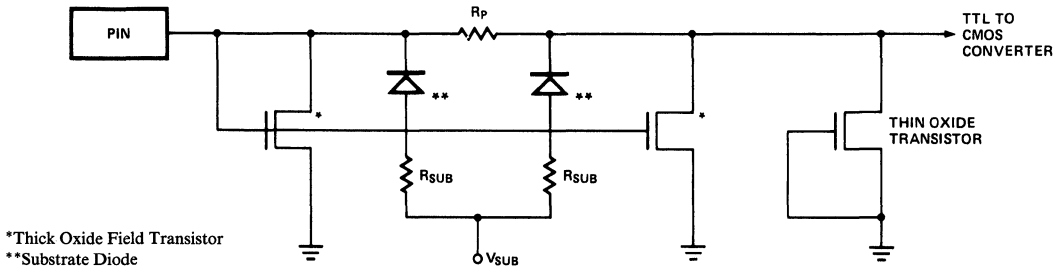 RP
PIN
TTL TO
CMOS
CONVERTER
**
**
*
*
THIN OXIDE
TRANSISTOR
RSUB
RSUB
*Thick Oxide Field Transistor
**Substrate Diode
VSUB